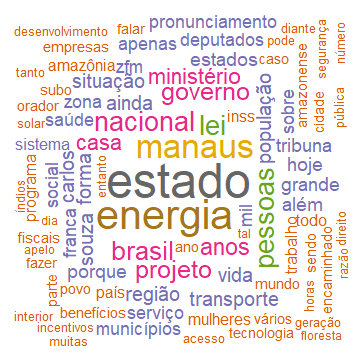 desenvolvimento
falar
pronunciamento
diante
empresas
apenas
deputados
pode
segurança
número
tanto
amazônia
zfm
estados
caso
subo
situação
ministério
amazonense
cidade
pública
orador
zona
ainda
governo
população
sobre
solar
saúde
nacional
lei
inss
sistema
casa
manaus
tribuna
programa
social
carlos
forma
entanto
estado
pessoas
hoje
índios
grande
franca
souza
energia
mil
além
dia
tal
todo
fiscais
apelo
brasil
ano
anos
trabalho
sendo
encaminhado
direito
fazer
porque
projeto
vida
mundo
horas
razão
parte
povo
país
região
transporte
interior
benefícios
serviço
mulheres
vários
geração
incentivos
municípios
acesso
tecnologia
floresta
muitas